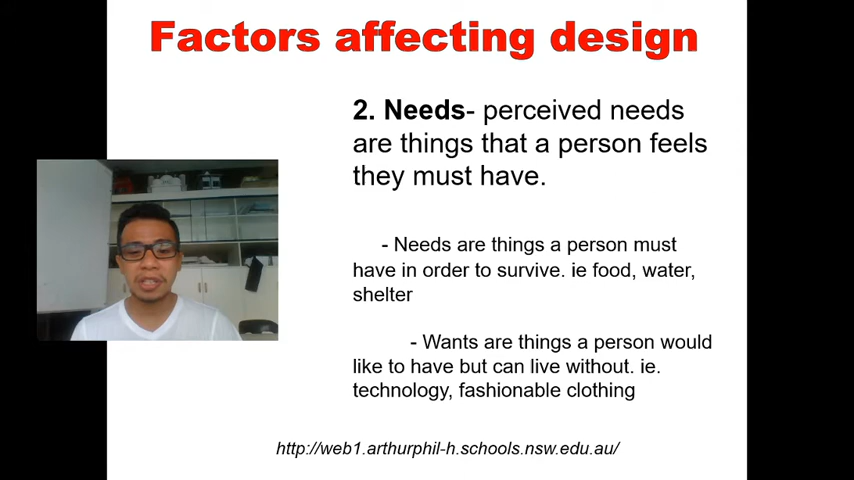 Factors affecting design
2. Needs- perceived needs
are things that a person feels
they must have.
- Needs are things a person must
have in order to survive. ie food, water,
shelter
- Wants are things a person would
like to have but can live without. ie.
technology, fashionable clothing
http://web1.arthurphil-h.schools.nsw.edu.au/